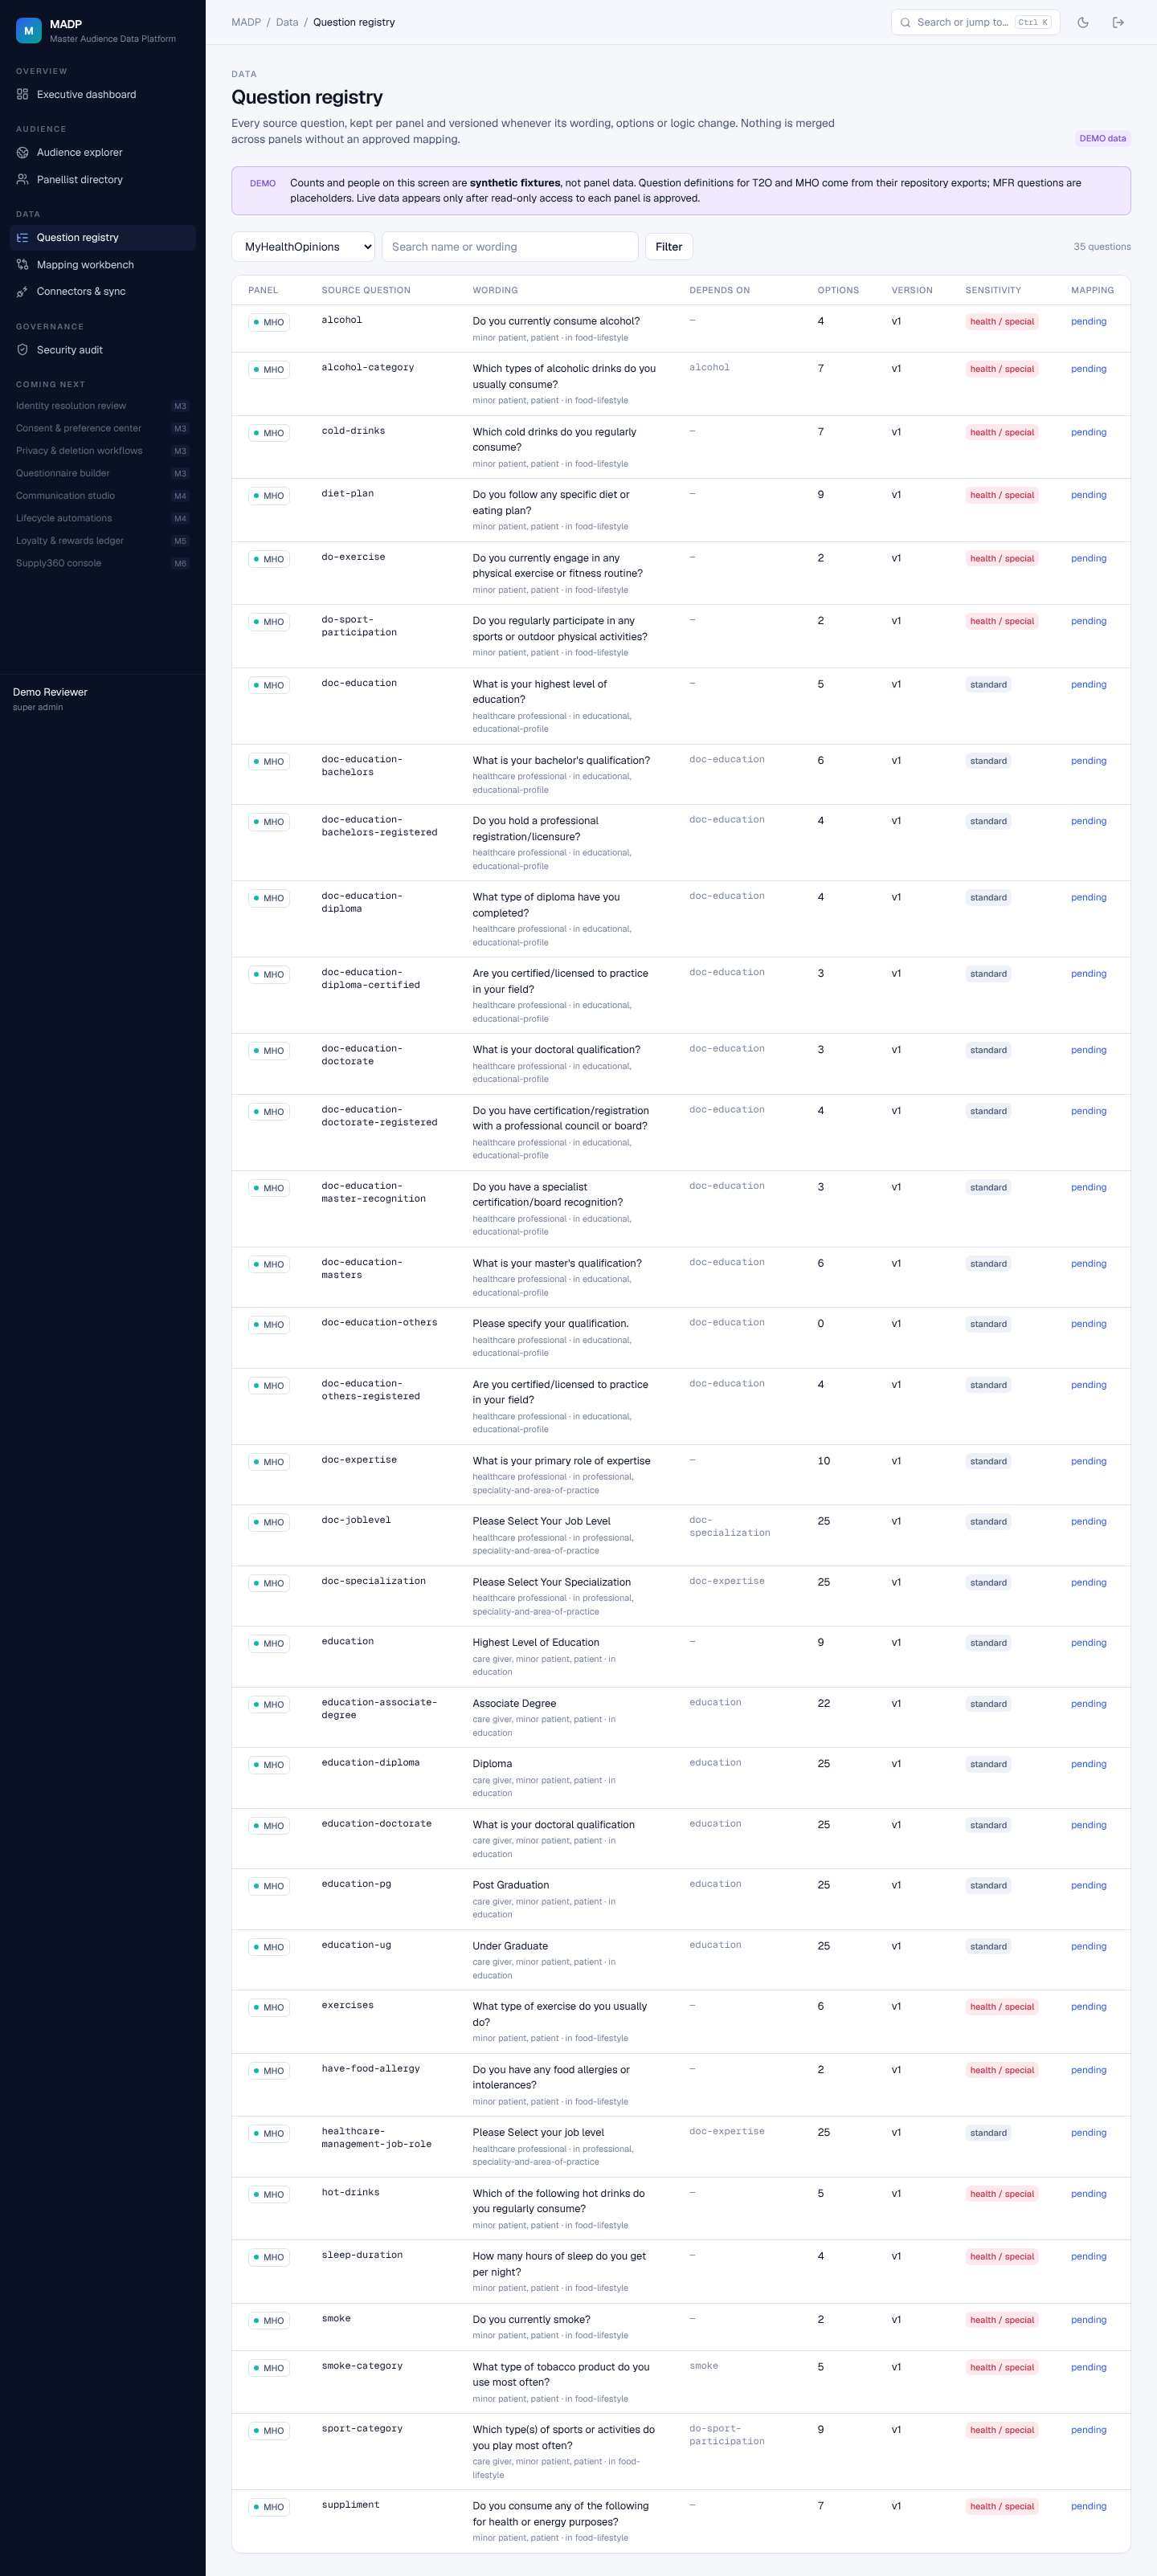 M
MADP
Master Audience Data Platform
OVERVIEW
Executive dashboard
AUDIENCE
Audience explorer
Panellist directory
DATA
Question registry
Mapping workbench
Connectors & sync
GOVERNANCE
Security audit
COMING NEXT
Identity resolution review M3
Consent & preference center M3
Privacy & deletion workflows M3
Questionnaire builder M3
Communication studio M4
Lifecycle automations M4
Loyalty & rewards ledger M5
Supply360 console M6
Demo Reviewer
super admin
MADP / Data / Question registry
Search or jump to... Ctrl K
DATA
Question registry
Every source question, kept per panel and versioned whenever its wording, options or logic change. Nothing is merged
across panels without an approved mapping.
DEMO data
DEMO Counts and people on this screen are synthetic fixtures, not panel data. Question definitions for T2O and MHO come from their repository exports; MFR questions are
placeholders. Live data appears only after read-only access to each panel is approved.
MyHealthOpinions Search name or wording Filter 35 questions
PANEL SOURCE QUESTION WORDING DEPENDS ON OPTIONS VERSION SENSITIVITY MAPPING
MHO alcohol Do you currently consume alcohol? — 4 v1 health / special pending
minor patient, patient · in food-lifestyle
MHO alcohol-category Which types of alcoholic drinks do you alcohol 7 v1 health / special pending
usually consume?
minor patient, patient · in food-lifestyle
MHO cold-drinks Which cold drinks do you regularly — 7 v1 health / special pending
consume?
minor patient, patient · in food-lifestyle
MHO diet-plan Do you follow any specific diet or — 9 v1 health / special pending
eating plan?
minor patient, patient · in food-lifestyle
MHO do-exercise Do you currently engage in any — 2 v1 health / special pending
physical exercise or fitness routine?
minor patient, patient · in food-lifestyle
MHO do-sport- Do you regularly participate in any — 2 v1 health / special pending
participation sports or outdoor physical activities?
minor patient, patient · in food-lifestyle
MHO doc-education What is your highest level of — 5 v1 standard pending
education?
healthcare professional · in educational,
educational-profile
MHO doc-education- What is your bachelor's qualification? doc-education 6 v1 standard pending
bachelors healthcare professional · in educational,
educational-profile
MHO doc-education- Do you hold a professional doc-education 4 v1 standard pending
bachelors-registered registration/licensure?
healthcare professional · in educational,
educational-profile
MHO doc-education- What type of diploma have you doc-education 4 v1 standard pending
diploma completed?
healthcare professional · in educational,
educational-profile
MHO doc-education- Are you certified/licensed to practice doc-education 3 v1 standard pending
diploma-certified in your field?
healthcare professional · in educational,
educational-profile
MHO doc-education- What is your doctoral qualification? doc-education 3 v1 standard pending
doctorate healthcare professional · in educational,
educational-profile
MHO doc-education- Do you have certification/registration doc-education 4 v1 standard pending
doctorate-registered with a professional council or board?
healthcare professional · in educational,
educational-profile
MHO doc-education- Do you have a specialist doc-education 3 v1 standard pending
master-recognition certification/board recognition?
healthcare professional · in educational,
educational-profile
MHO doc-education- What is your master's qualification? doc-education 6 v1 standard pending
masters healthcare professional · in educational,
educational-profile
MHO doc-education-others Please specify your qualification. doc-education 0 v1 standard pending
healthcare professional · in educational,
educational-profile
MHO doc-education- Are you certified/licensed to practice doc-education 4 v1 standard pending
others-registered in your field?
healthcare professional · in educational,
educational-profile
MHO doc-expertise What is your primary role of expertise — 10 v1 standard pending
healthcare professional · in professional,
speciality-and-area-of-practice
MHO doc-joblevel Please Select Your Job Level doc- 25 v1 standard pending
healthcare professional · in professional, specialization
speciality-and-area-of-practice
MHO doc-specialization Please Select Your Specialization doc-expertise 25 v1 standard pending
healthcare professional · in professional,
speciality-and-area-of-practice
MHO education Highest Level of Education — 9 v1 standard pending
care giver, minor patient, patient · in
education
MHO education-associate- Associate Degree education 22 v1 standard pending
degree care giver, minor patient, patient · in
education
MHO education-diploma Diploma education 25 v1 standard pending
care giver, minor patient, patient · in
education
MHO education-doctorate What is your doctoral qualification education 25 v1 standard pending
care giver, minor patient, patient · in
education
MHO education-pg Post Graduation education 25 v1 standard pending
care giver, minor patient, patient · in
education
MHO education-ug Under Graduate education 25 v1 standard pending
care giver, minor patient, patient · in
education
MHO exercises What type of exercise do you usually — 6 v1 health / special pending
do?
minor patient, patient · in food-lifestyle
MHO have-food-allergy Do you have any food allergies or — 2 v1 health / special pending
intolerances?
minor patient, patient · in food-lifestyle
MHO healthcare- Please Select your job level doc-expertise 25 v1 standard pending
management-job-role healthcare professional · in professional,
speciality-and-area-of-practice
MHO hot-drinks Which of the following hot drinks do — 5 v1 health / special pending
you regularly consume?
minor patient, patient · in food-lifestyle
MHO sleep-duration How many hours of sleep do you get — 4 v1 health / special pending
per night?
minor patient, patient · in food-lifestyle
MHO smoke Do you currently smoke? — 2 v1 health / special pending
minor patient, patient · in food-lifestyle
MHO smoke-category What type of tobacco product do you smoke 5 v1 health / special pending
use most often?
minor patient, patient · in food-lifestyle
MHO sport-category Which type(s) of sports or activities do do-sport- 9 v1 health / special pending
you play most often? participation
care giver, minor patient, patient · in food-
lifestyle
MHO suppliment Do you consume any of the following — 7 v1 health / special pending
for health or energy purposes?
minor patient, patient · in food-lifestyle